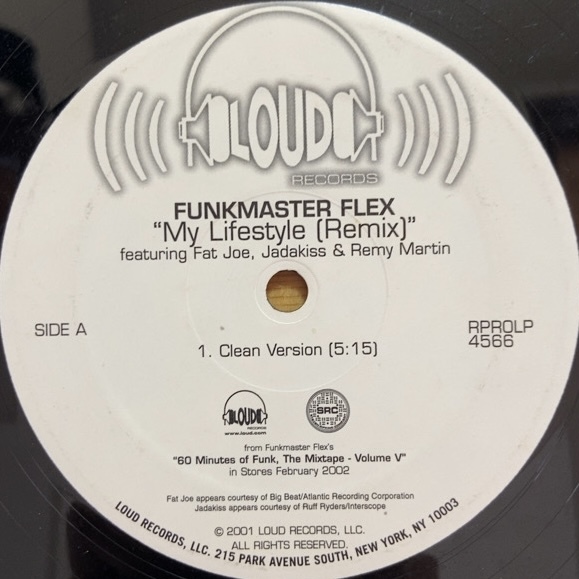 LOUD
RECORDS
FUNKMASTER FLEX
"My Lifestyle (Remix)"
featuring Fat Joe, Jadakiss & Remy Martin
SIDE A
RPROLP
4566
1. Clean Version (5:15)
LOUD
RECORDS
www.loud.com
SRC
from Funkmaster Flex's
"60 Minutes of Funk, The Mixtape - Volume V"
in Stores February 2002
Fat Joe appears courtesy of Big Beat/Atlantic Recording Corporation
Jadakiss appears courtesy of Ruff Ryders/Interscope
© 2001 LOUD RECORDS, LLC.
ALL RIGHTS RESERVED.
LOUD RECORDS, LLC. 215 PARK AVENUE SOUTH, NEW YORK, NY 10003